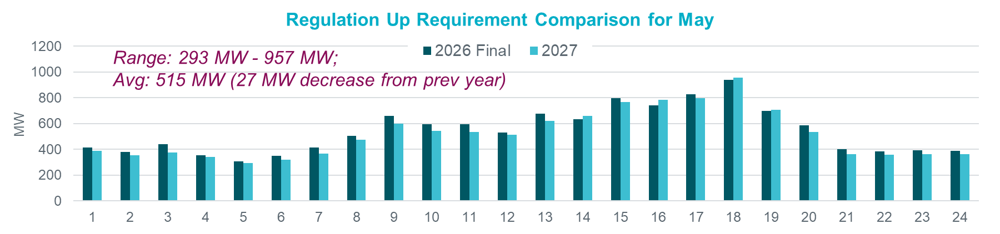 Regulation Up Requirement Comparison for May
1200
1000
800
600
400
200
0
MW
Range: 293 MW - 957 MW;
Avg: 515 MW (27 MW decrease from prev year)
2026 Final 2027
1 2 3 4 5 6 7 8 9 10 11 12 13 14 15 16 17 18 19 20 21 22 23 24